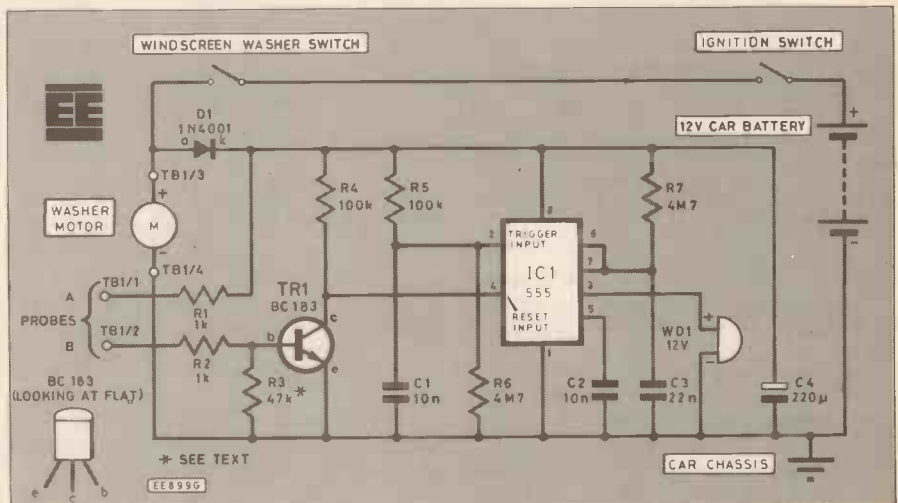 WINDSCREEN WASHER SWITCH
IGNITION SWITCH
EE
D1
1N4001
a k
12V CAR BATTERY
+
TB1/3
+
WASHER
MOTOR
M
-
TB1/4
R4
100k
R5
100k
R7
4M7
8
2
TRIGGER
INPUT
6
7
IC1
555
3
4
RESET
INPUT
5
1
PROBES
A
TB1/1
R1
1k
B
TB1/2
R2
1k
TR1
BC183
c
b
e
R3
47k*
C1
10n
R6
4M7
C2
10n
C3
22n
WD1
12V
+
-
C4
220μ
-
BC 183
(LOOKING AT FLAT)
e c b
* SEE TEXT
EE899G
CAR CHASSIS